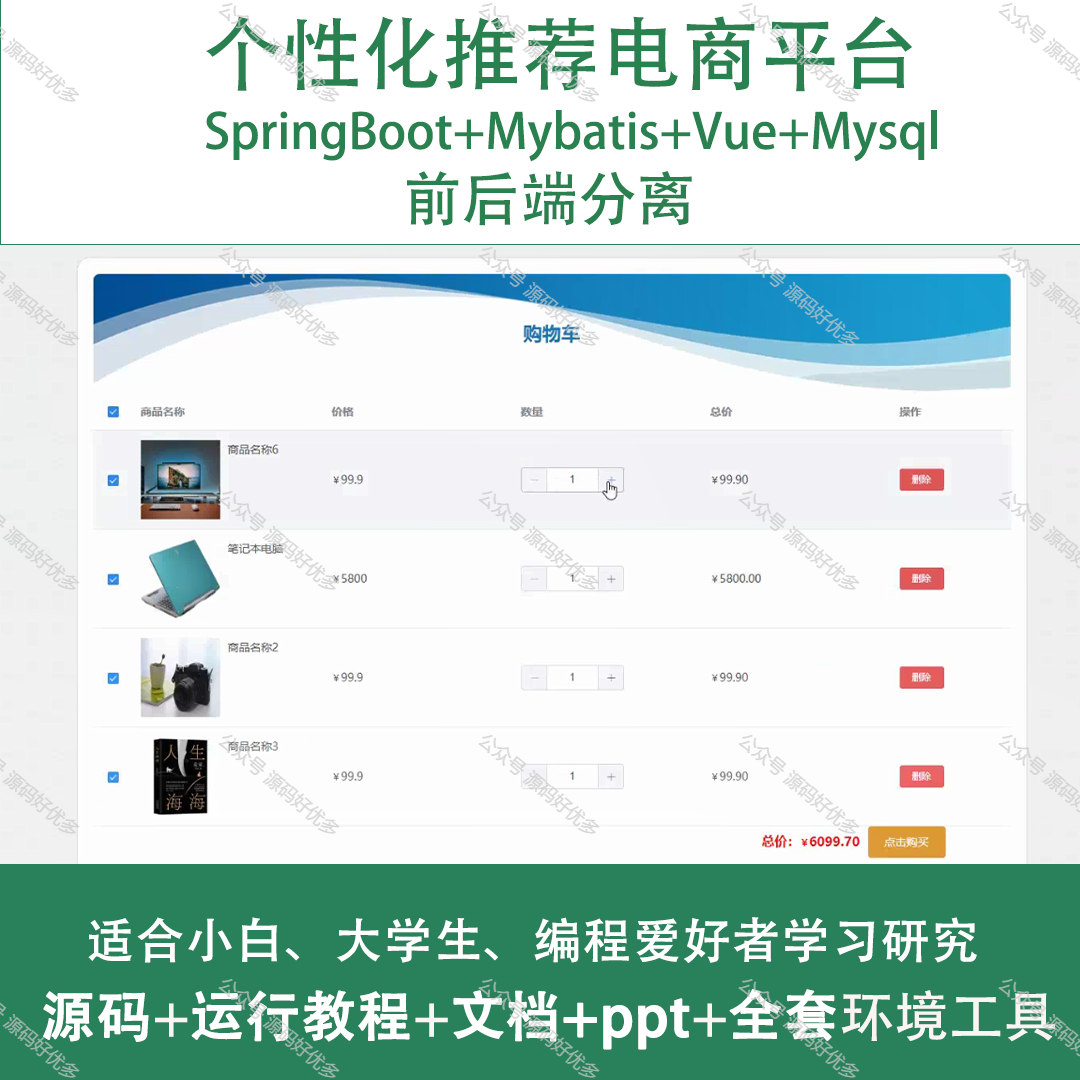 个性化推荐电商平台
SpringBoot+Mybatis+Vue+Mysql
前后端分离
购物车
商品名称 价格 数量 总价 操作
商品名称6
¥99.9 1 + ¥99.90 删除
笔记本电脑
¥5800 − 1 + ¥5800.00 删除
商品名称2
¥99.9 − 1 + ¥99.90 删除
商品名称3
人生
海海
¥99.9 − 1 + ¥99.90 删除
总价：¥6099.70 点击购买
适合小白、大学生、编程爱好者学习研究
源码+运行教程+文档+ppt+全套环境工具
公众号 源码好优多